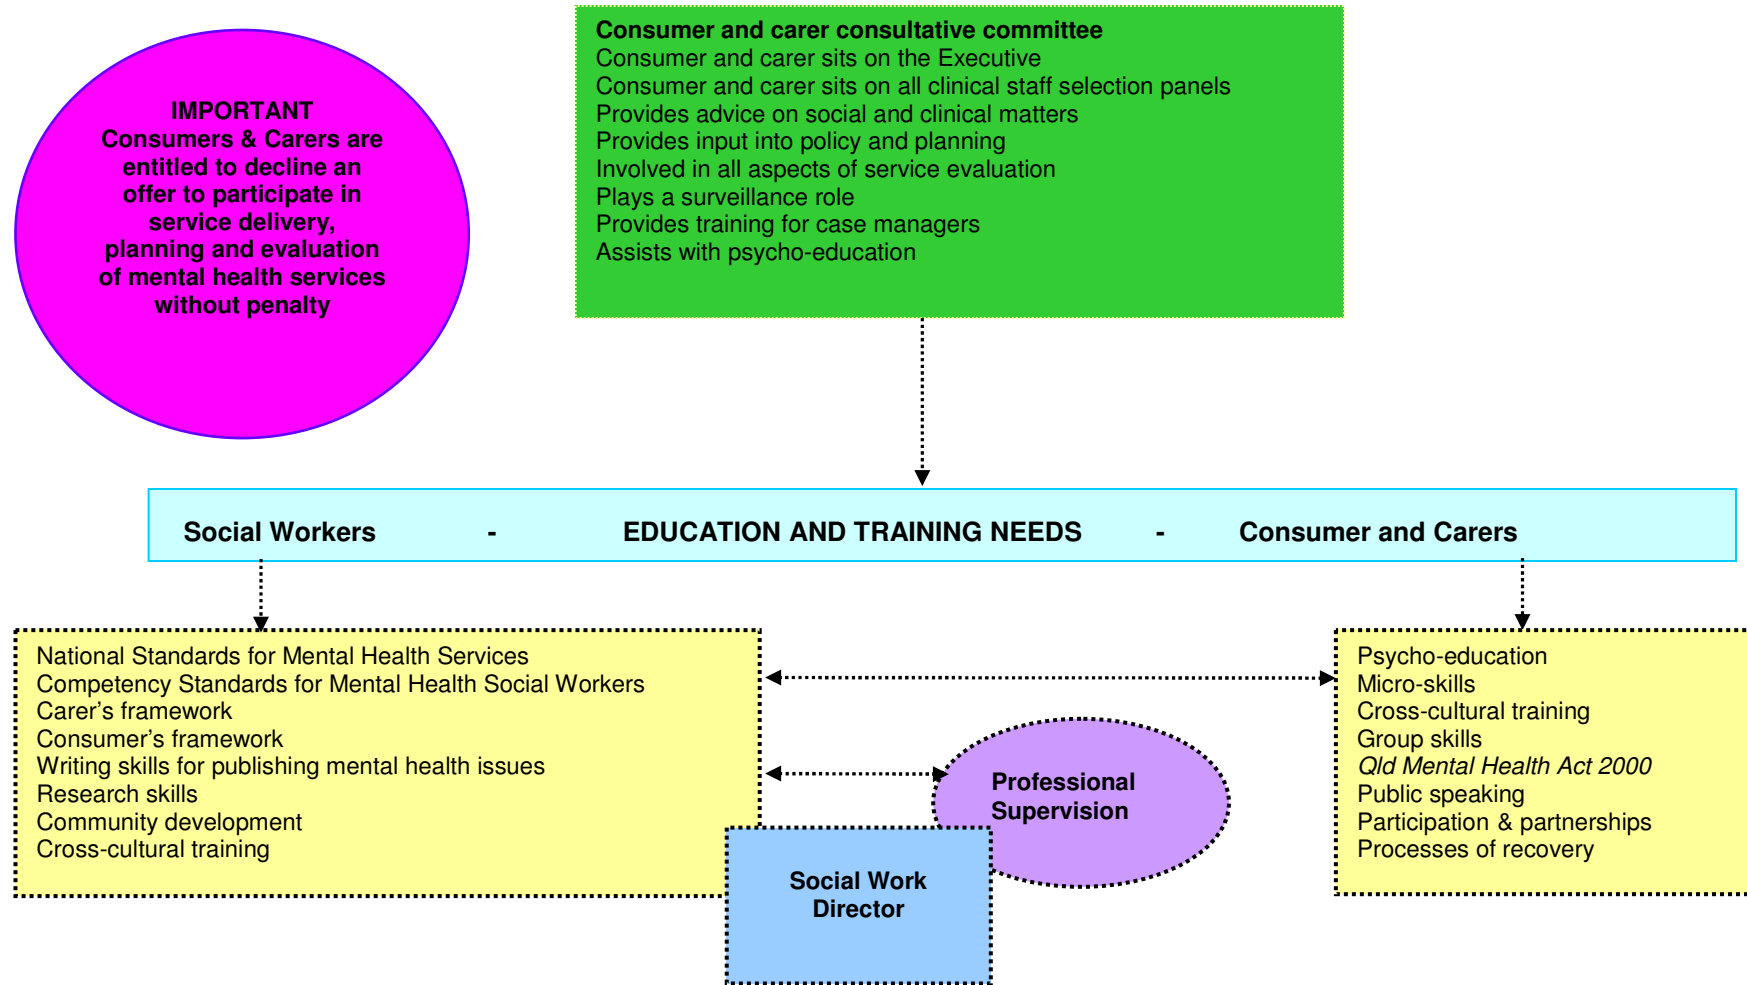 IMPORTANT
Consumers & Carers are
entitled to decline an
offer to participate in
service delivery,
planning and evaluation
of mental health services
without penalty
Consumer and carer consultative committee
Consumer and carer sits on the Executive
Consumer and carer sits on all clinical staff selection panels
Provides advice on social and clinical matters
Provides input into policy and planning
Involved in all aspects of service evaluation
Plays a surveillance role
Provides training for case managers
Assists with psycho-education
Social Workers - EDUCATION AND TRAINING NEEDS - Consumer and Carers
National Standards for Mental Health Services
Competency Standards for Mental Health Social Workers
Carer's framework
Consumer's framework
Writing skills for publishing mental health issues
Research skills
Community development
Cross-cultural training
Professional
Supervision
Social Work
Director
Psycho-education
Micro-skills
Cross-cultural training
Group skills
Qld Mental Health Act 2000
Public speaking
Participation & partnerships
Processes of recovery